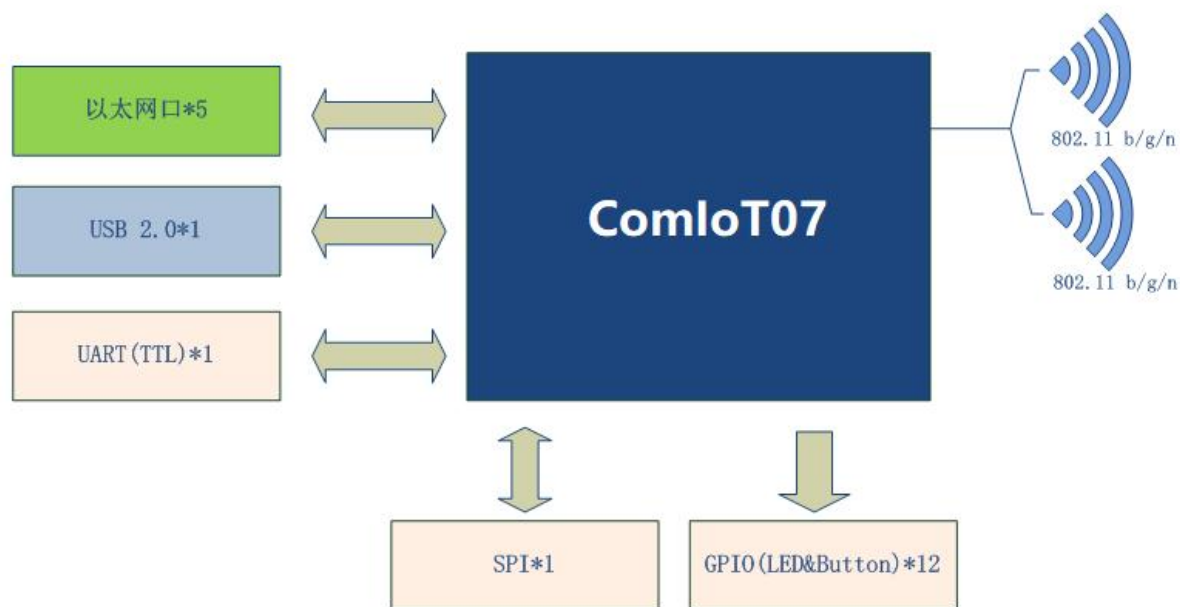 以太网口*5
USB 2.0*1
UART(TTL)*1
ComIoT07
802.11 b/g/n
802.11 b/g/n
SPI*1
GPIO(LED&Button)*12